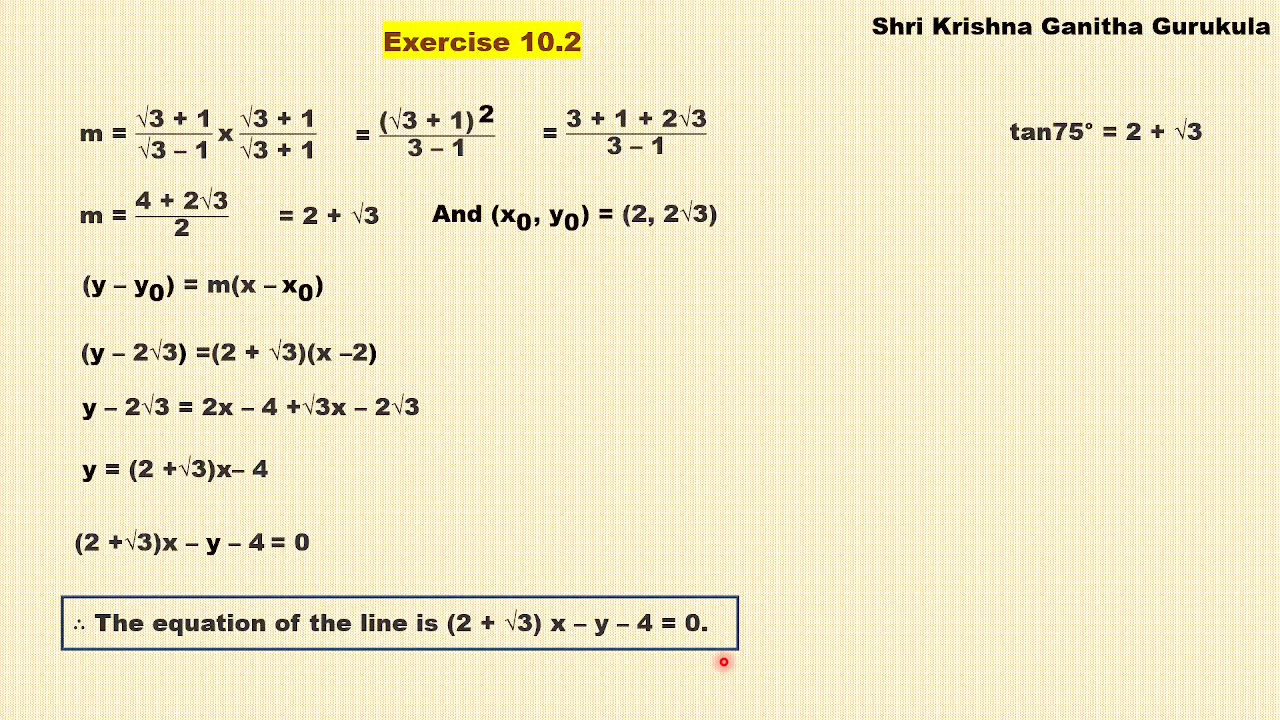 Shri Krishna Ganitha Gurukula
Exercise 10.2
m = (√3 + 1)/(√3 – 1) x (√3 + 1)/(√3 + 1) = (√3 + 1)²/(3 – 1) = (3 + 1 + 2√3)/(3 – 1)
tan75° = 2 + √3
m = (4 + 2√3)/2 = 2 + √3 And (x₀, y₀) = (2, 2√3)
(y – y₀) = m(x – x₀)
(y – 2√3) =(2 + √3)(x –2)
y – 2√3 = 2x – 4 +√3x – 2√3
y = (2 +√3)x– 4
(2 +√3)x – y – 4 = 0
∴ The equation of the line is (2 + √3) x – y – 4 = 0.